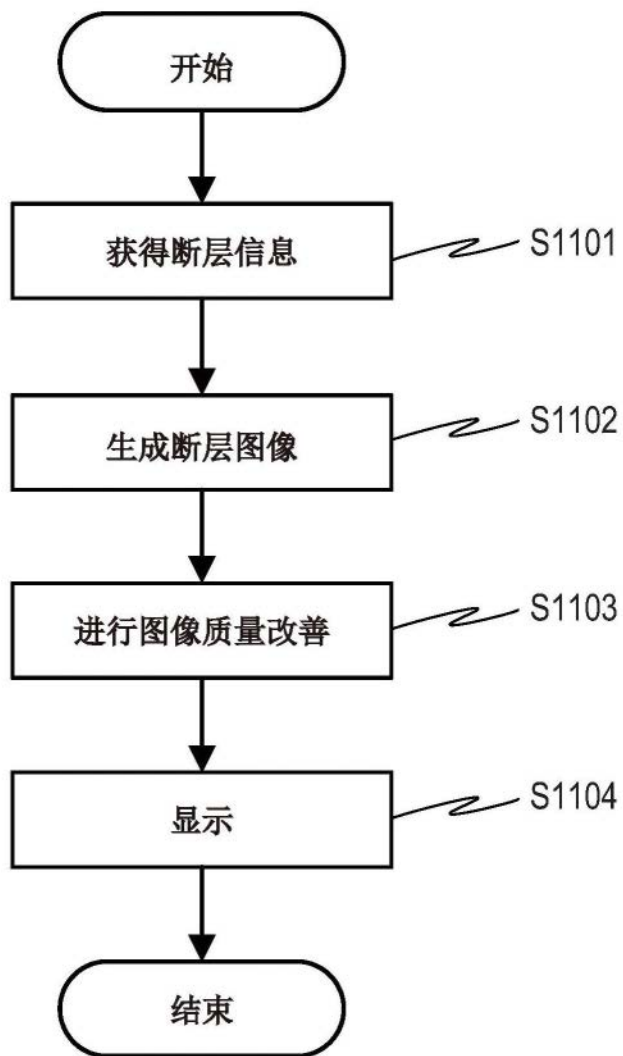 开始
获得断层信息
S1101
生成断层图像
S1102
进行图像质量改善
S1103
显示
S1104
结束